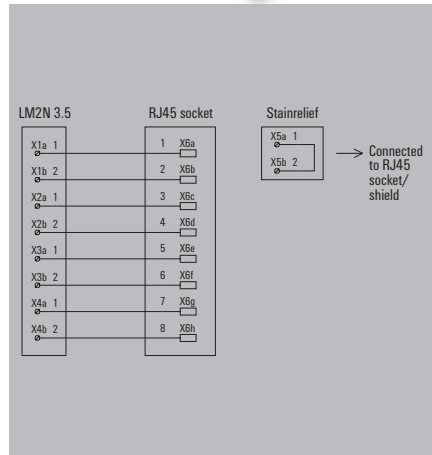 LM2N 3.5 RJ45 socket Stainrelief
X1a 1 1 X6a
X1b 2 2 X6b
X2a 1 3 X6c
X2b 2 4 X6d
X3a 1 5 X6e
X3b 2 6 X6f
X4a 1 7 X6g
X4b 2 8 X6h
X5a 1
X5b 2
Connected
to RJ45
socket/
shield